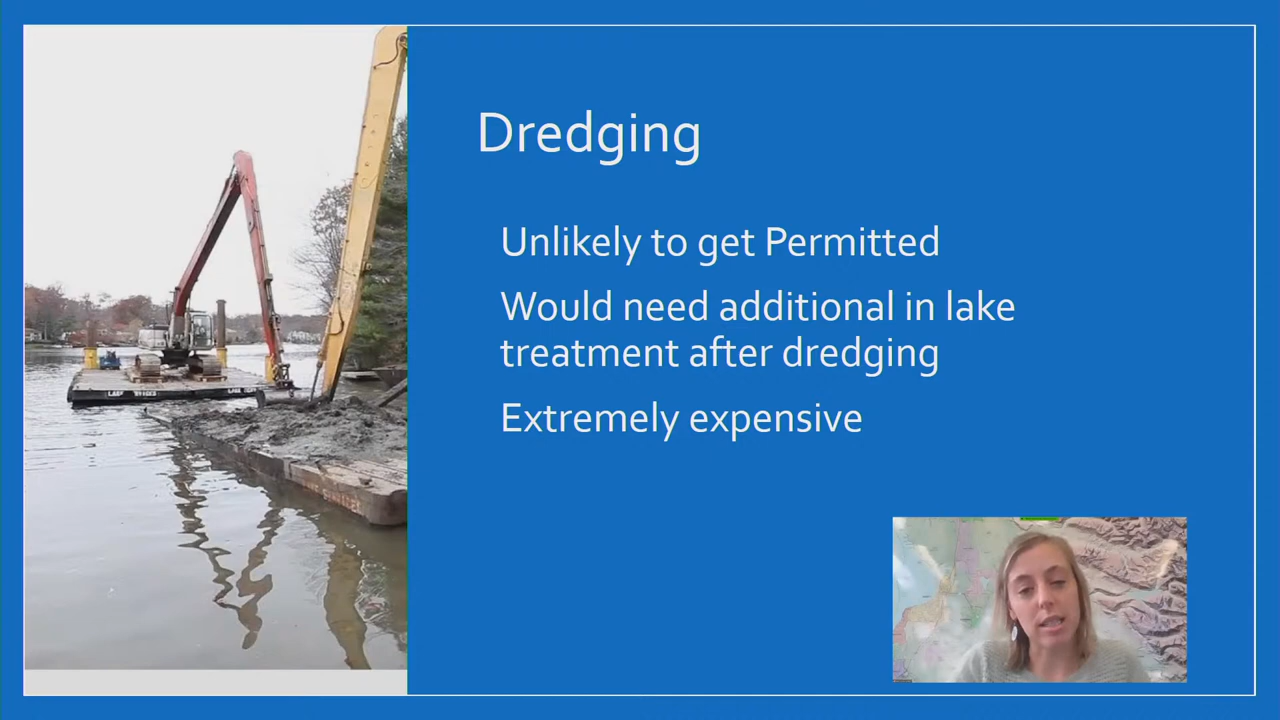 Dredging
Unlikely to get Permitted
Would need additional in lake
treatment after dredging
Extremely expensive